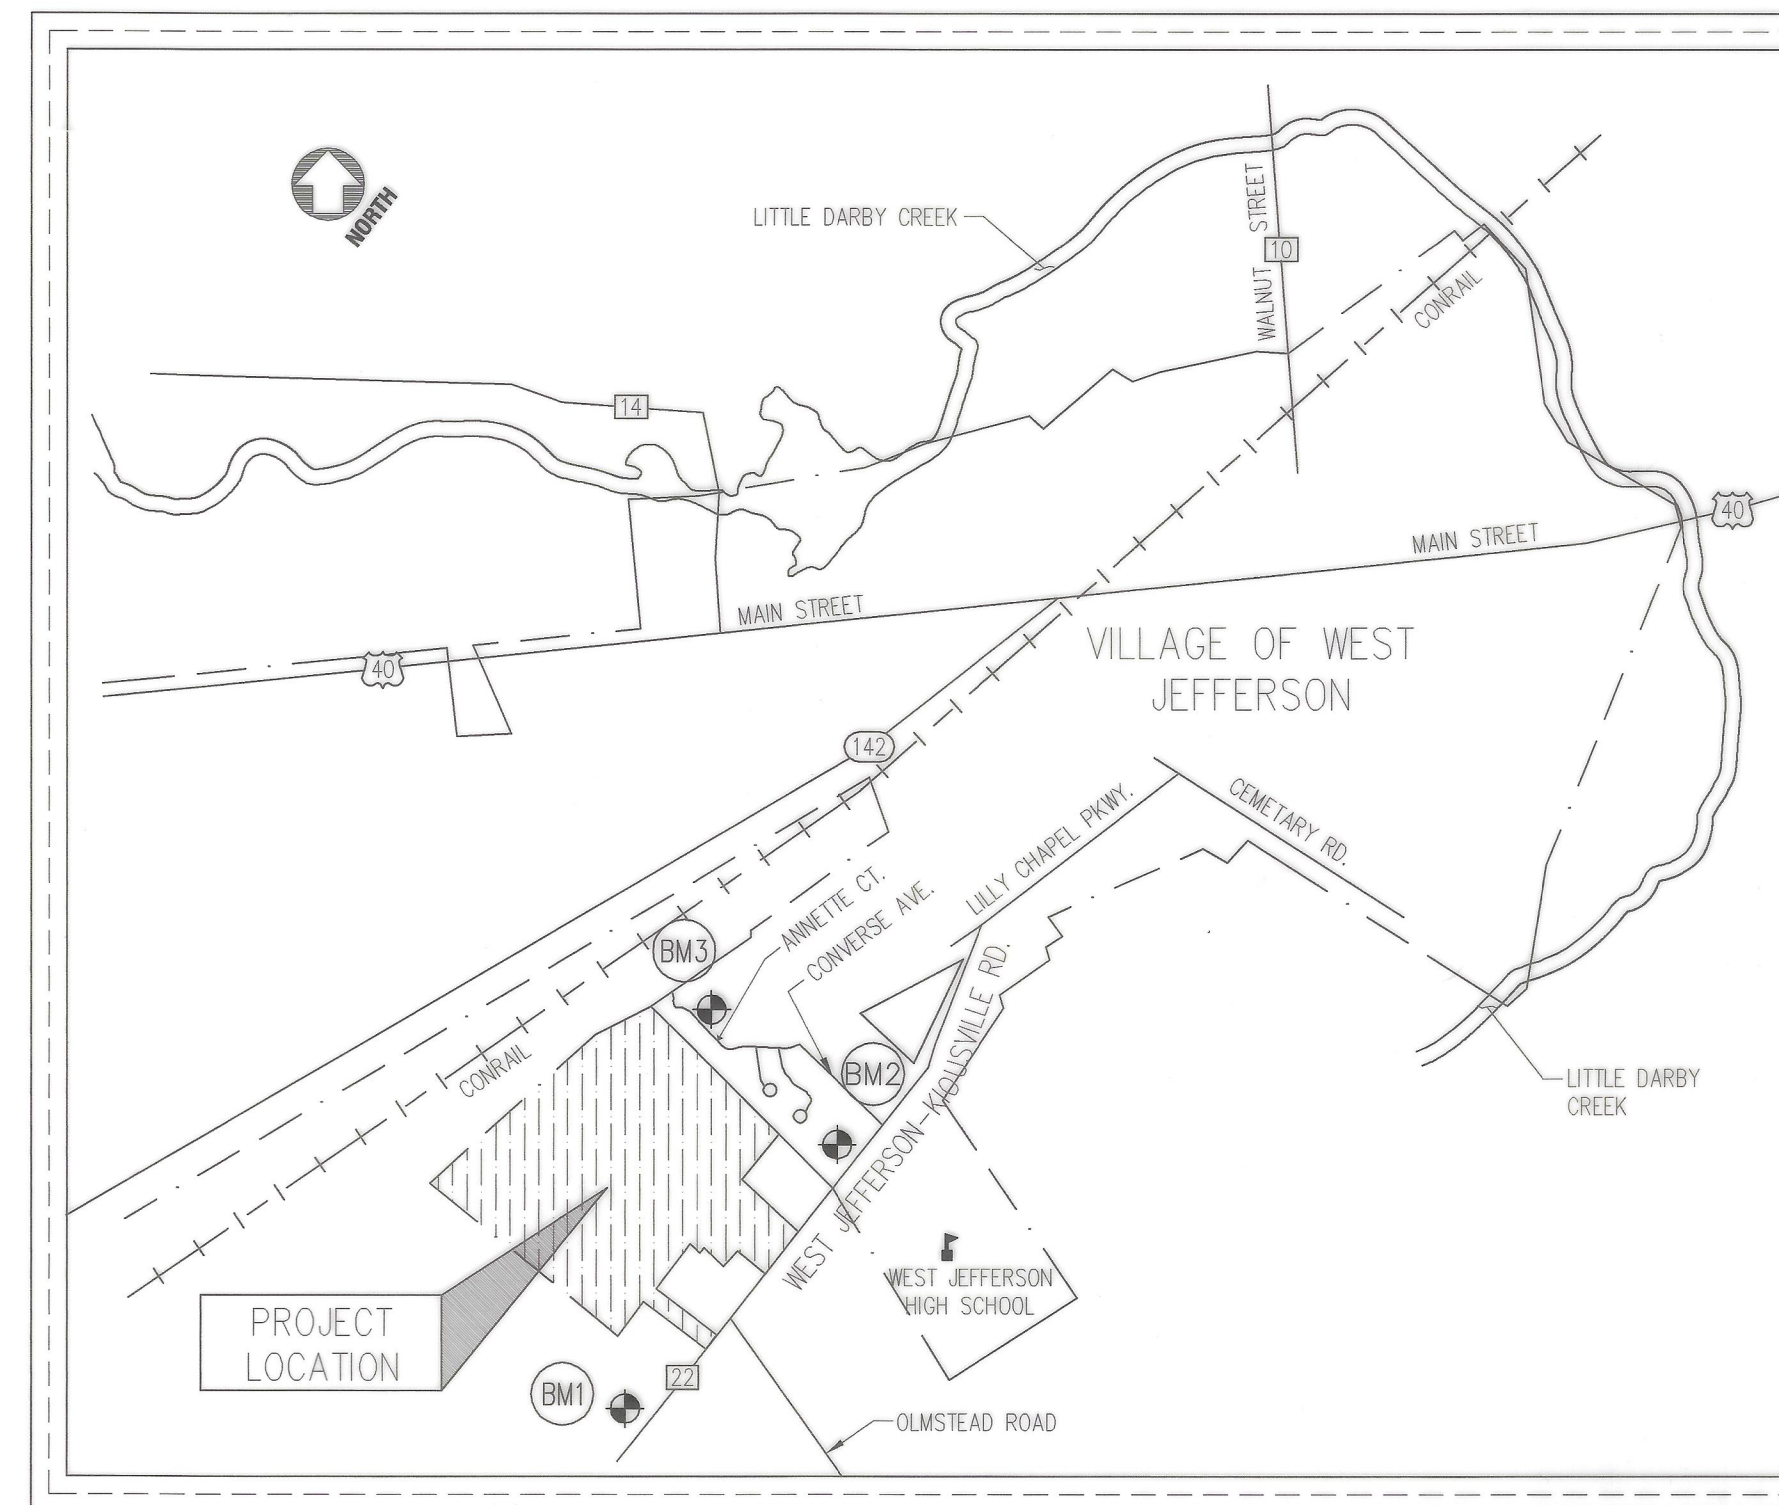 NORTH
LITTLE DARBY CREEK
WALNUT STREET
10
CONRAIL
14
40
MAIN STREET
MAIN STREET
40
VILLAGE OF WEST
JEFFERSON
142
LILLY CHAPEL PKWY.
CEMETARY RD.
ANNETTE CT.
CONVERSE AVE.
BM3
WEST JEFFERSON-KIOUSVILLE RD.
CONRAIL
BM2
LITTLE DARBY
CREEK
WEST JEFFERSON
HIGH SCHOOL
PROJECT
LOCATION
22
BM1
OLMSTEAD ROAD